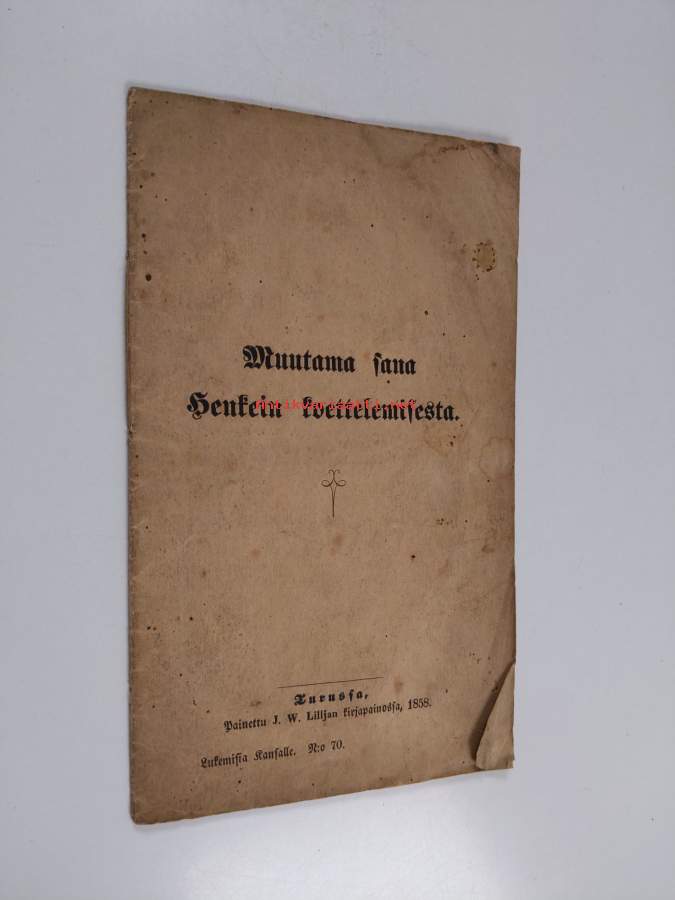 Muutama sana
Henkein koettelemisesta.
Turussa,
Painettu J. W. Lilljan kirjapainossa, 1858.
Lukemisia Kansalle. N:o 70.